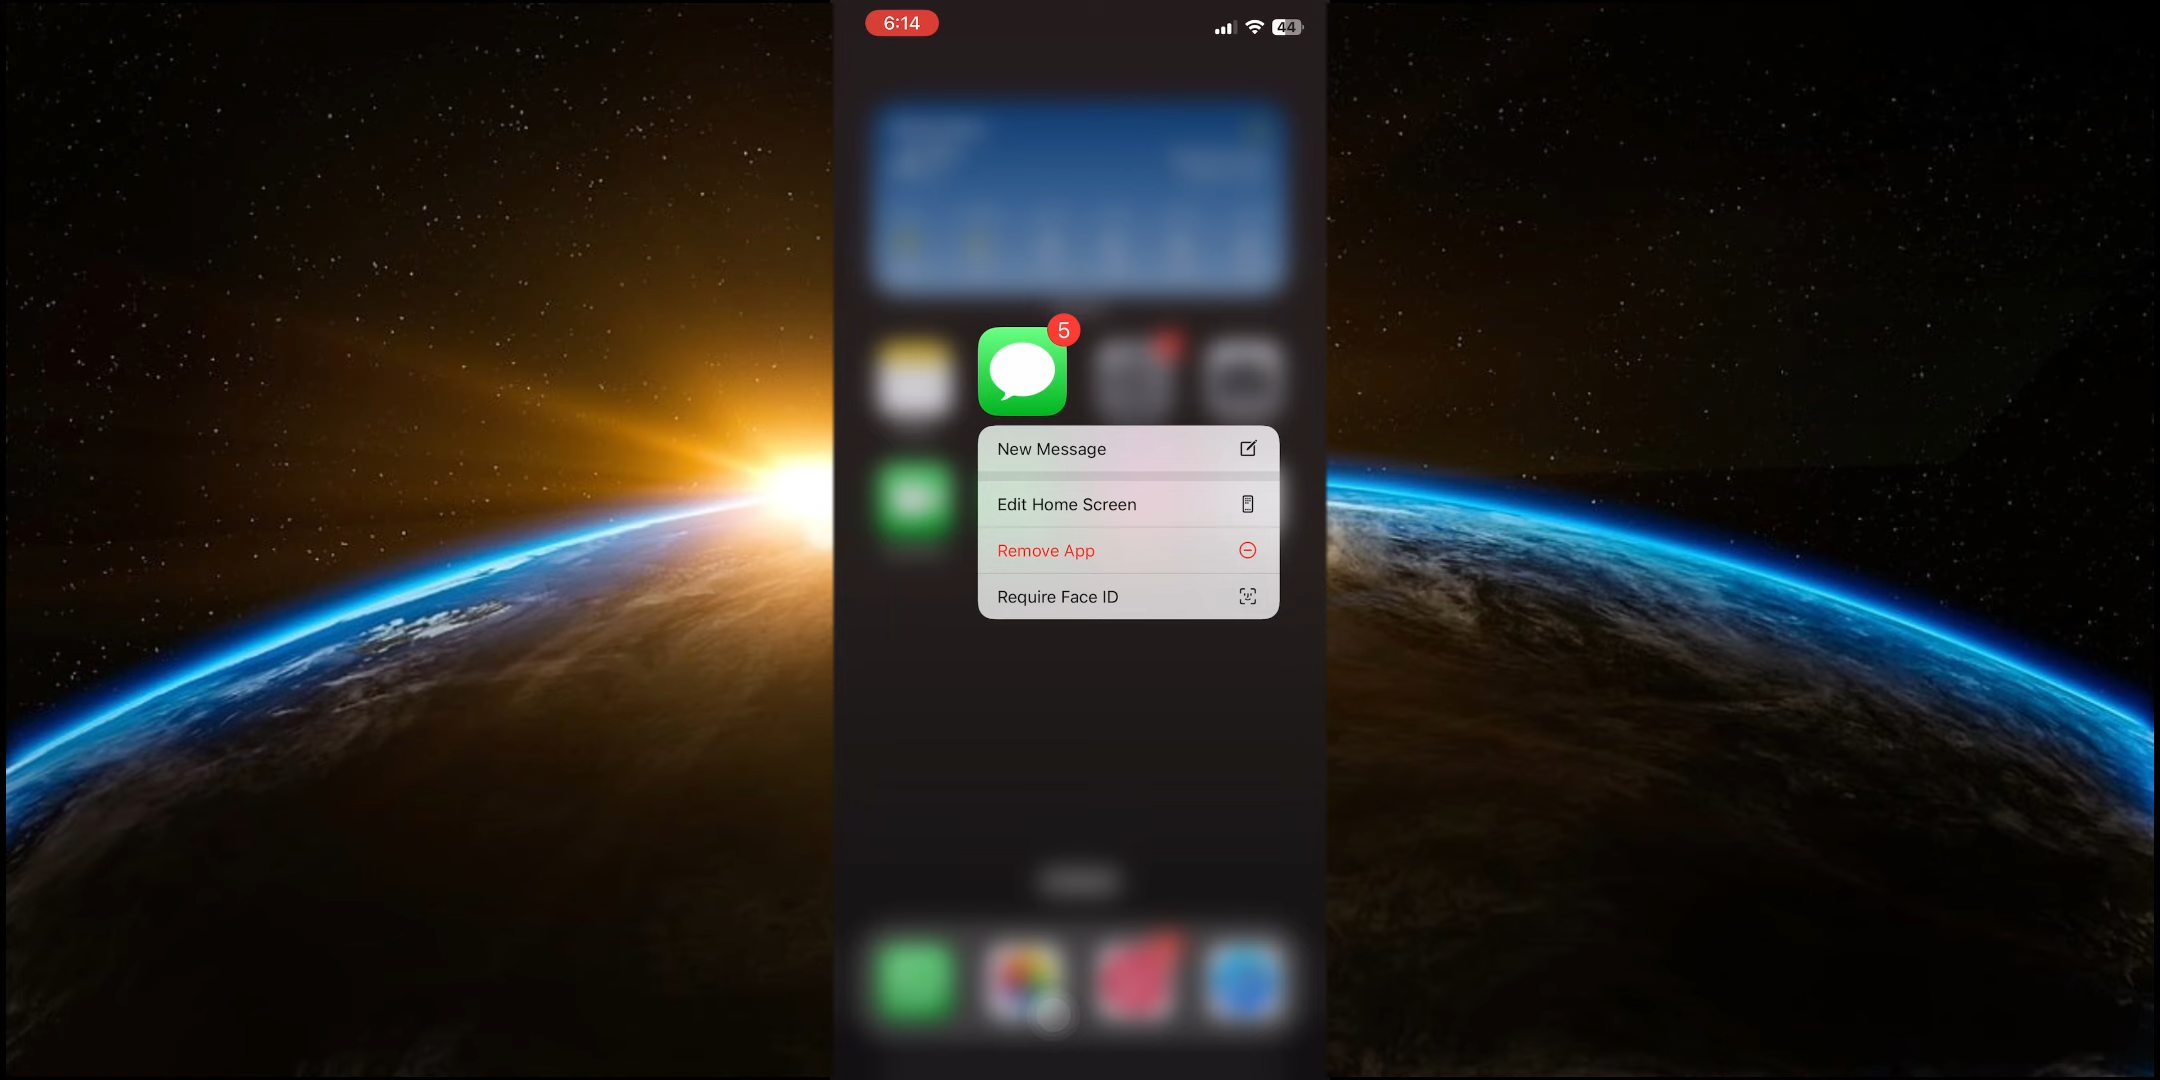 6:14
44
5
New Message
Edit Home Screen
Remove App
Require Face ID